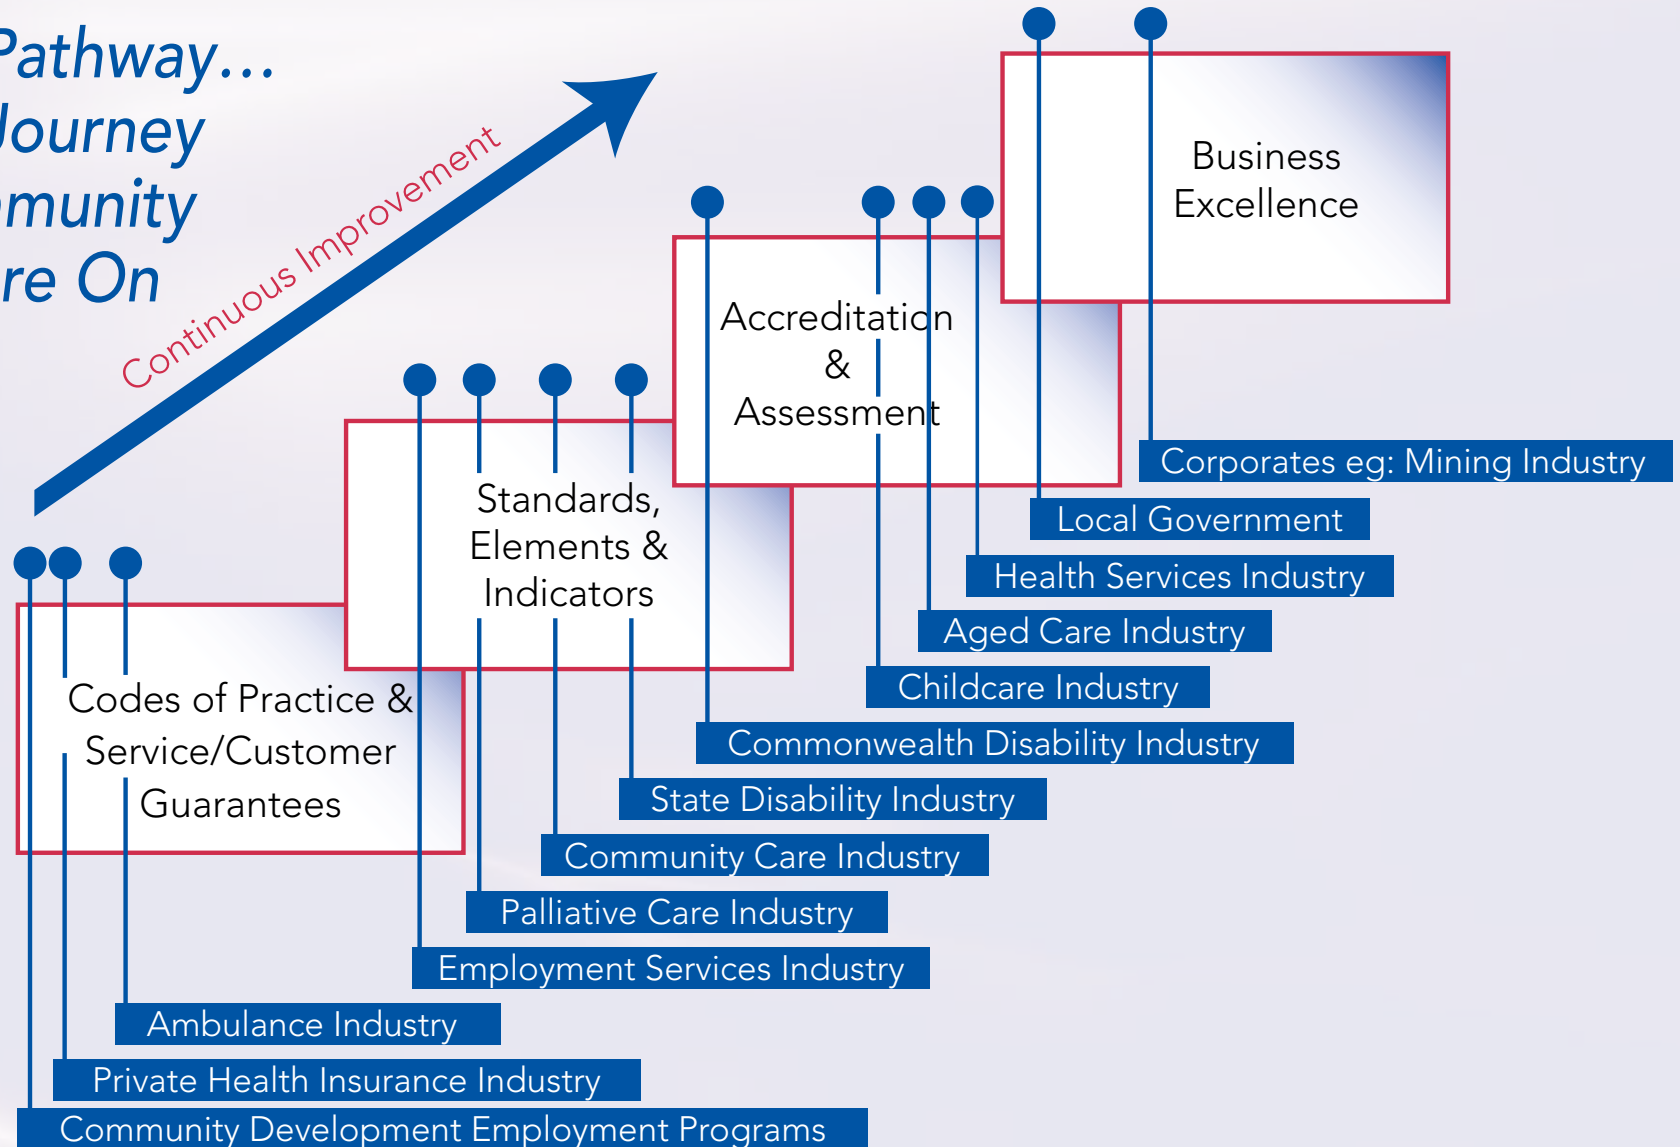 Pathway...
Journey
munity
re On
Continuous Improvement
Business
Excellence
Accreditation
&
Assessment
Standards,
Elements &
Indicators
Codes of Practice &
Service/Customer
Guarantees
Corporates eg: Mining Industry
Local Government
Health Services Industry
Aged Care Industry
Childcare Industry
Commonwealth Disability Industry
State Disability Industry
Community Care Industry
Palliative Care Industry
Employment Services Industry
Ambulance Industry
Private Health Insurance Industry
Community Development Employment Programs